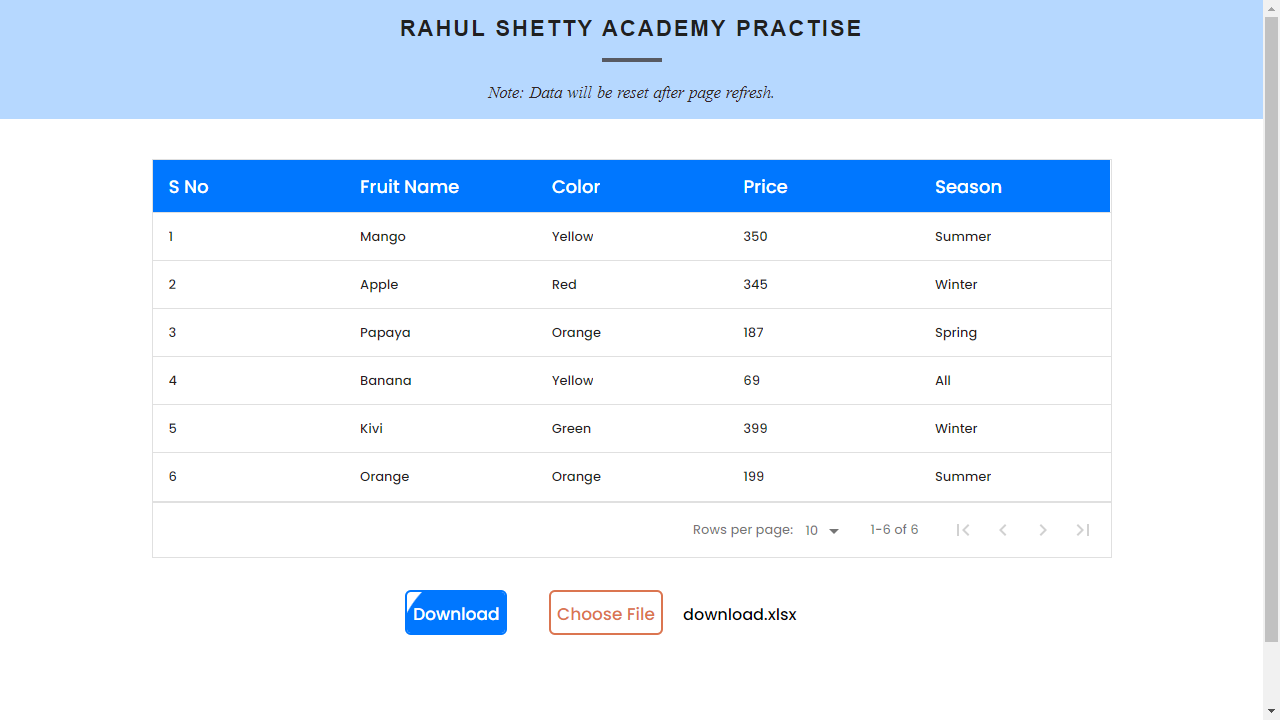 RAHUL SHETTY ACADEMY PRACTISE
Note: Data will be reset after page refresh.
S No Fruit Name Color Price Season
1 Mango Yellow 350 Summer
2 Apple Red 345 Winter
3 Papaya Orange 187 Spring
4 Banana Yellow 69 All
5 Kivi Green 399 Winter
6 Orange Orange 199 Summer
Rows per page: 10 1-6 of 6
Download Choose File download.xlsx